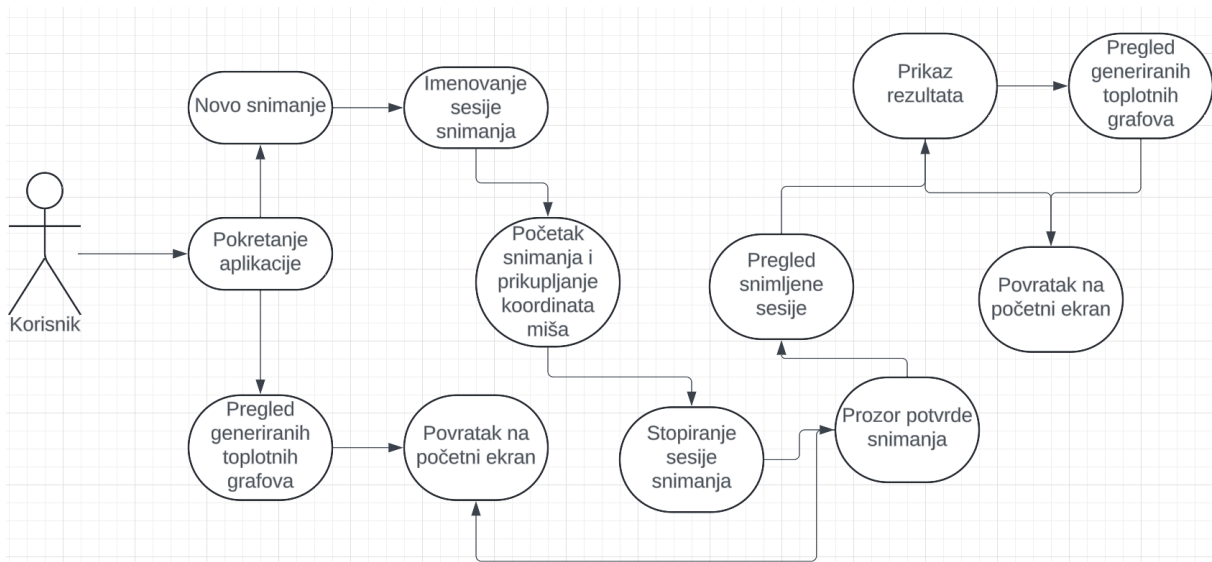 Korisnik
Pokretanje
aplikacije
Novo snimanje
Imenovanje
sesije
snimanja
Početak
snimanja i
prikupljanje
koordinata
miša
Pregled
generiranih
toplotnih
grafova
Povratak na
početni ekran
Stopiranje
sesije
snimanja
Prozor potvrde
snimanja
Pregled
snimljene
sesije
Prikaz
rezultata
Pregled
generiranih
toplotnih
grafova
Povratak na
početni ekran